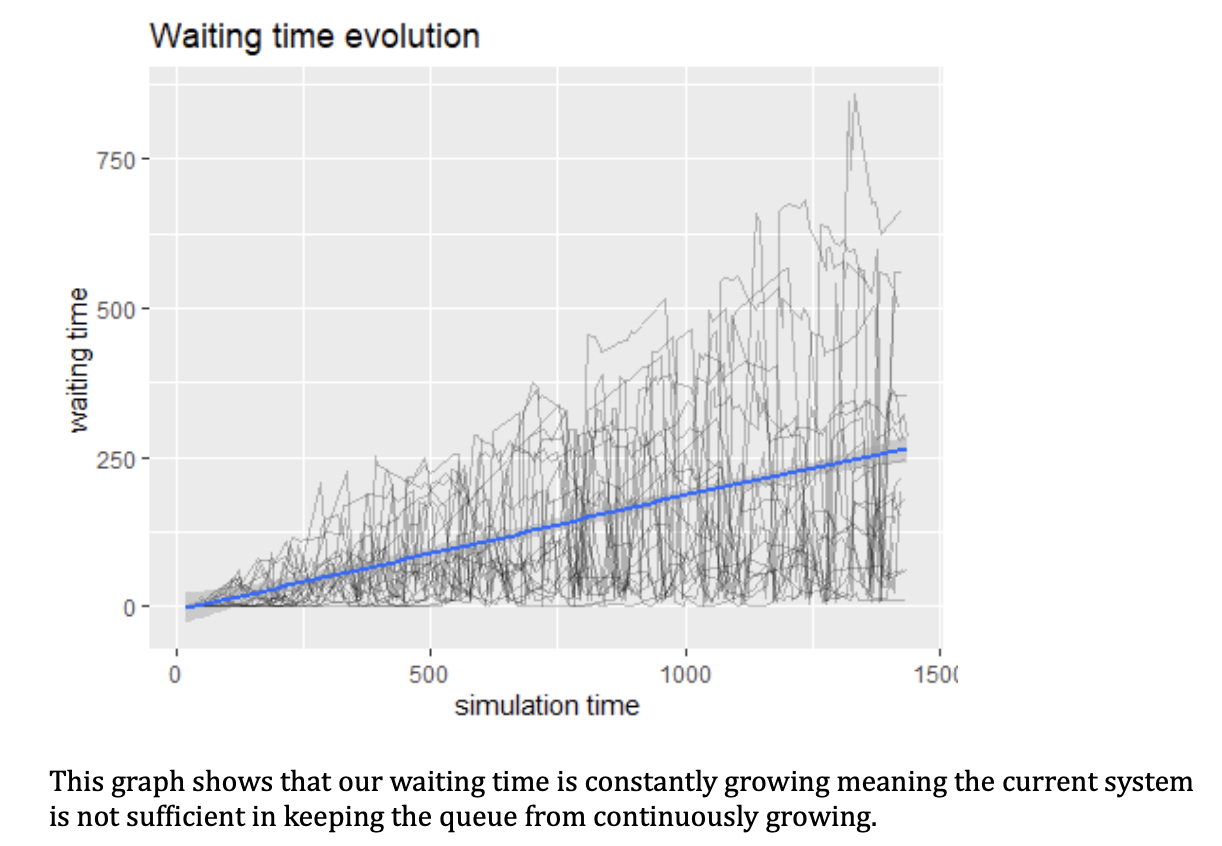 Waiting time evolution
750
500
250
0
waiting time
0 500 1000 1500
simulation time
This graph shows that our waiting time is constantly growing meaning the current system
is not sufficient in keeping the queue from continuously growing.